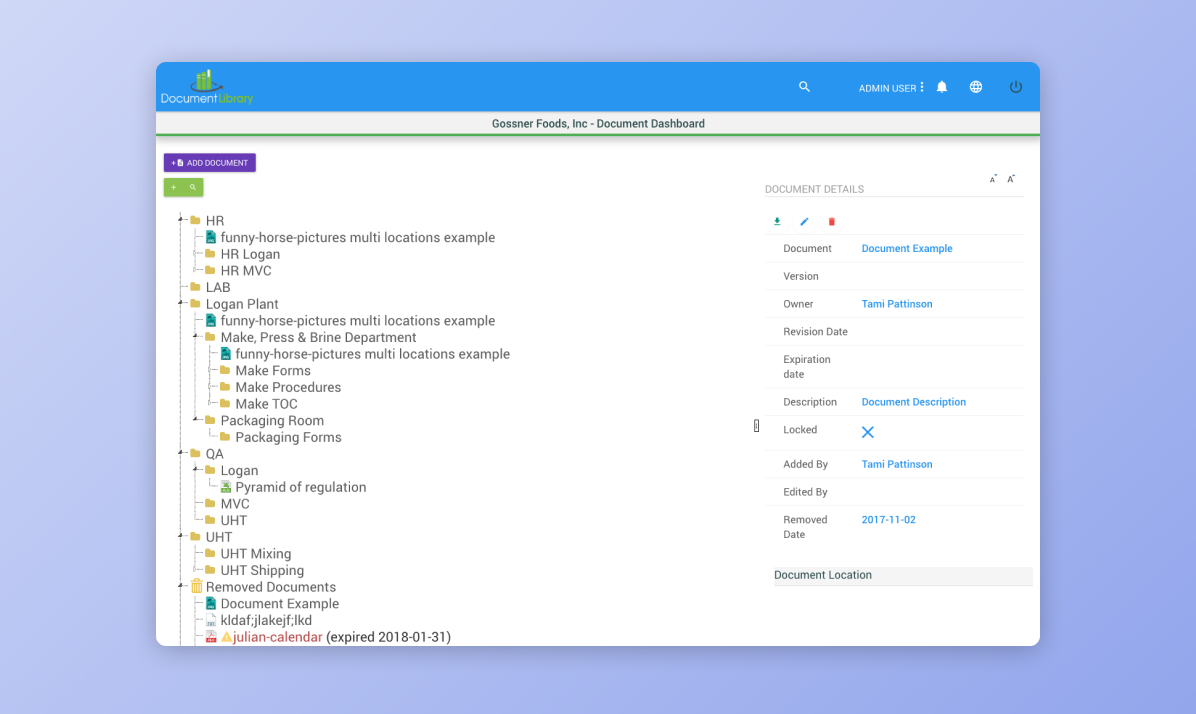 DocumentLibrary
ADMIN USER
Gossner Foods, Inc - Document Dashboard
+ ADD DOCUMENT
+
A
A
DOCUMENT DETAILS
HR
funny-horse-pictures multi locations example
HR Logan
HR MVC
LAB
Logan Plant
funny-horse-pictures multi locations example
Make, Press & Brine Department
funny-horse-pictures multi locations example
Make Forms
Make Procedures
Make TOC
Packaging Room
Packaging Forms
QA
Logan
Pyramid of regulation
MVC
UHT
UHT
UHT Mixing
UHT Shipping
Removed Documents
Document Example
kldaf;jlakejf;lkd
julian-calendar (expired 2018-01-31)
Document Document Example
Version
Owner Tami Pattinson
Revision Date
Expiration
date
Description Document Description
Locked
Added By Tami Pattinson
Edited By
Removed 2017-11-02
Date
Document Location